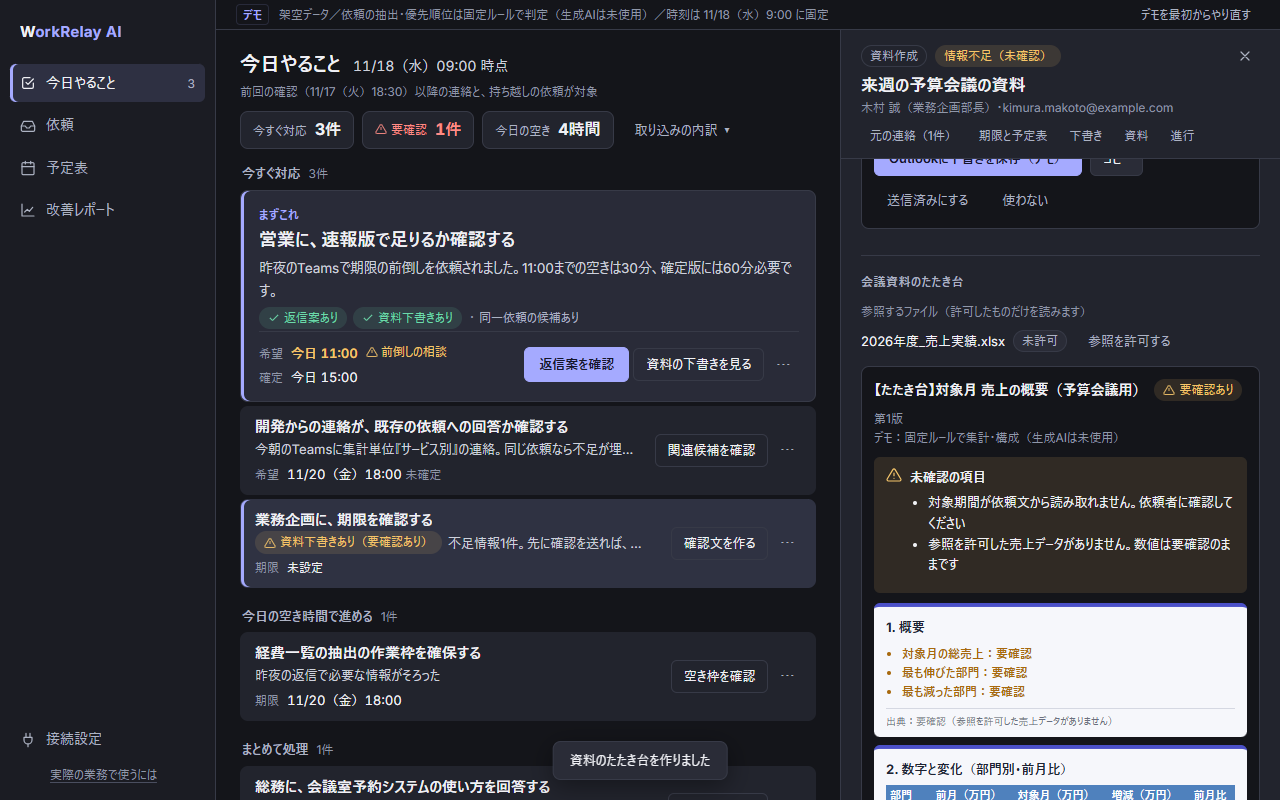 WorkRelay AI
今日やること 3
依頼
予定表
改善レポート
接続設定
実際の業務で使うには
デモ 架空データ／依頼の抽出・優先順位は固定ルールで判定（生成AIは未使用）／時刻は 11/18（水）9:00 に固定
デモを最初からやり直す
今日やること 11/18（水）09:00 時点
前回の確認（11/17（火）18:30）以降の連絡と、持ち越しの依頼が対象
今すぐ対応 3件 要確認 1件 今日の空き 4時間 取り込みの内訳 ▾
今すぐ対応 3件
まずこれ
営業に、速報版で足りるか確認する
昨夜のTeamsで期限の前倒しを依頼されました。11:00までの空きは30分、確定版には60分必要で
す。
返信案あり 資料下書きあり ・同一依頼の候補あり
希望 今日 11:00 前倒しの相談
確定 今日 15:00
返信案を確認 資料の下書きを見る …
開発からの連絡が、既存の依頼への回答か確認する
今朝のTeamsに集計単位『サービス別』の連絡。同じ依頼なら不足が埋…
希望 11/20（金）18:00 未確定
関連候補を確認 …
業務企画に、期限を確認する
資料下書きあり（要確認あり） 不足情報1件。先に確認を送れば、…
期限 未設定
確認文を作る …
今日の空き時間で進める 1件
経費一覧の抽出の作業枠を確保する
昨夜の返信で必要な情報がそろった
期限 11/20（金）18:00
空き枠を確認 …
まとめて処理 1件
総務に、会議室予約システムの使い方を回答する
資料のたたき台を作りました
資料作成 情報不足（未確認）
来週の予算会議の資料
木村 誠（業務企画部長）・kimura.makoto@example.com
元の連絡（1件） 期限と予定表 下書き 資料 進行
Outlookに下書きを保存（デモ） コピー
送信済みにする 使わない
会議資料のたたき台
参照するファイル（許可したものだけを読みます）
2026年度_売上実績.xlsx 未許可 参照を許可する
【たたき台】対象月 売上の概要（予算会議用） 要確認あり
第1版
デモ：固定ルールで集計・構成（生成AIは未使用）
未確認の項目
• 対象期間が依頼文から読み取れません。依頼者に確認して
ください
• 参照を許可した売上データがありません。数値は要確認のま
まです
1. 概要
• 対象月の総売上：要確認
• 最も伸びた部門：要確認
• 最も減った部門：要確認
出典：要確認（参照を許可した売上データがありません）
2. 数字と変化（部門別・前月比）
部門 前月（万円） 対象月（万円） 増減（万円） 前月比